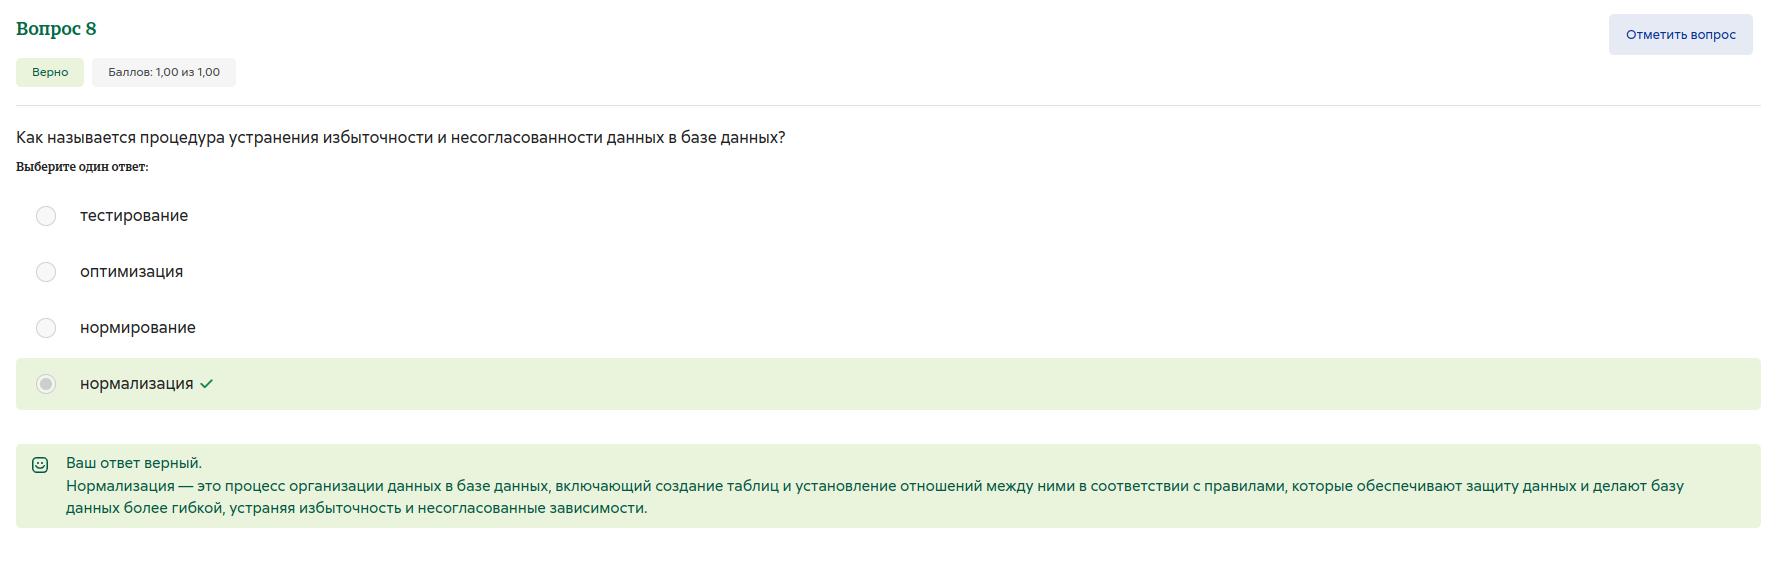 Вопрос 8
Отметить вопрос
Верно
Баллов: 1,00 из 1,00
Как называется процедура устранения избыточности и несогласованности данных в базе данных?
Выберите один ответ:
тестирование
оптимизация
нормирование
нормализация
Ваш ответ верный.
Нормализация — это процесс организации данных в базе данных, включающий создание таблиц и установление отношений между ними в соответствии с правилами, которые обеспечивают защиту данных и делают базу
данных более гибкой, устраняя избыточность и несогласованные зависимости.